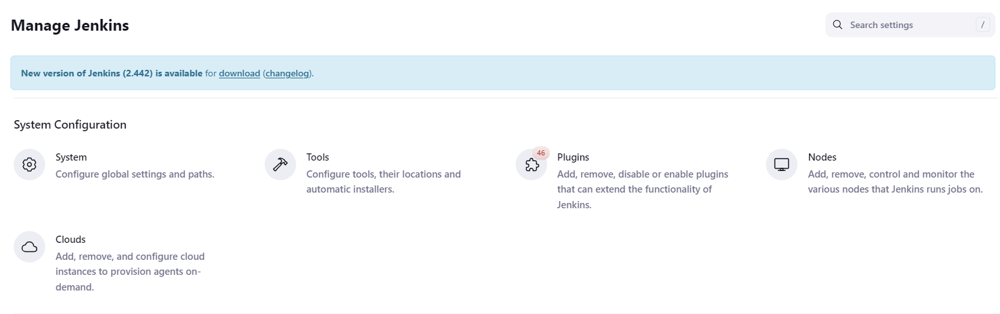 Manage Jenkins
Search settings
/
New version of Jenkins (2.442) is available for download (changelog).
System Configuration
System
Configure global settings and paths.
Tools
Configure tools, their locations and
automatic installers.
46
Plugins
Add, remove, disable or enable plugins
that can extend the functionality of
Jenkins.
Nodes
Add, remove, control and monitor the
various nodes that Jenkins runs jobs on.
Clouds
Add, remove, and configure cloud
instances to provision agents on-
demand.